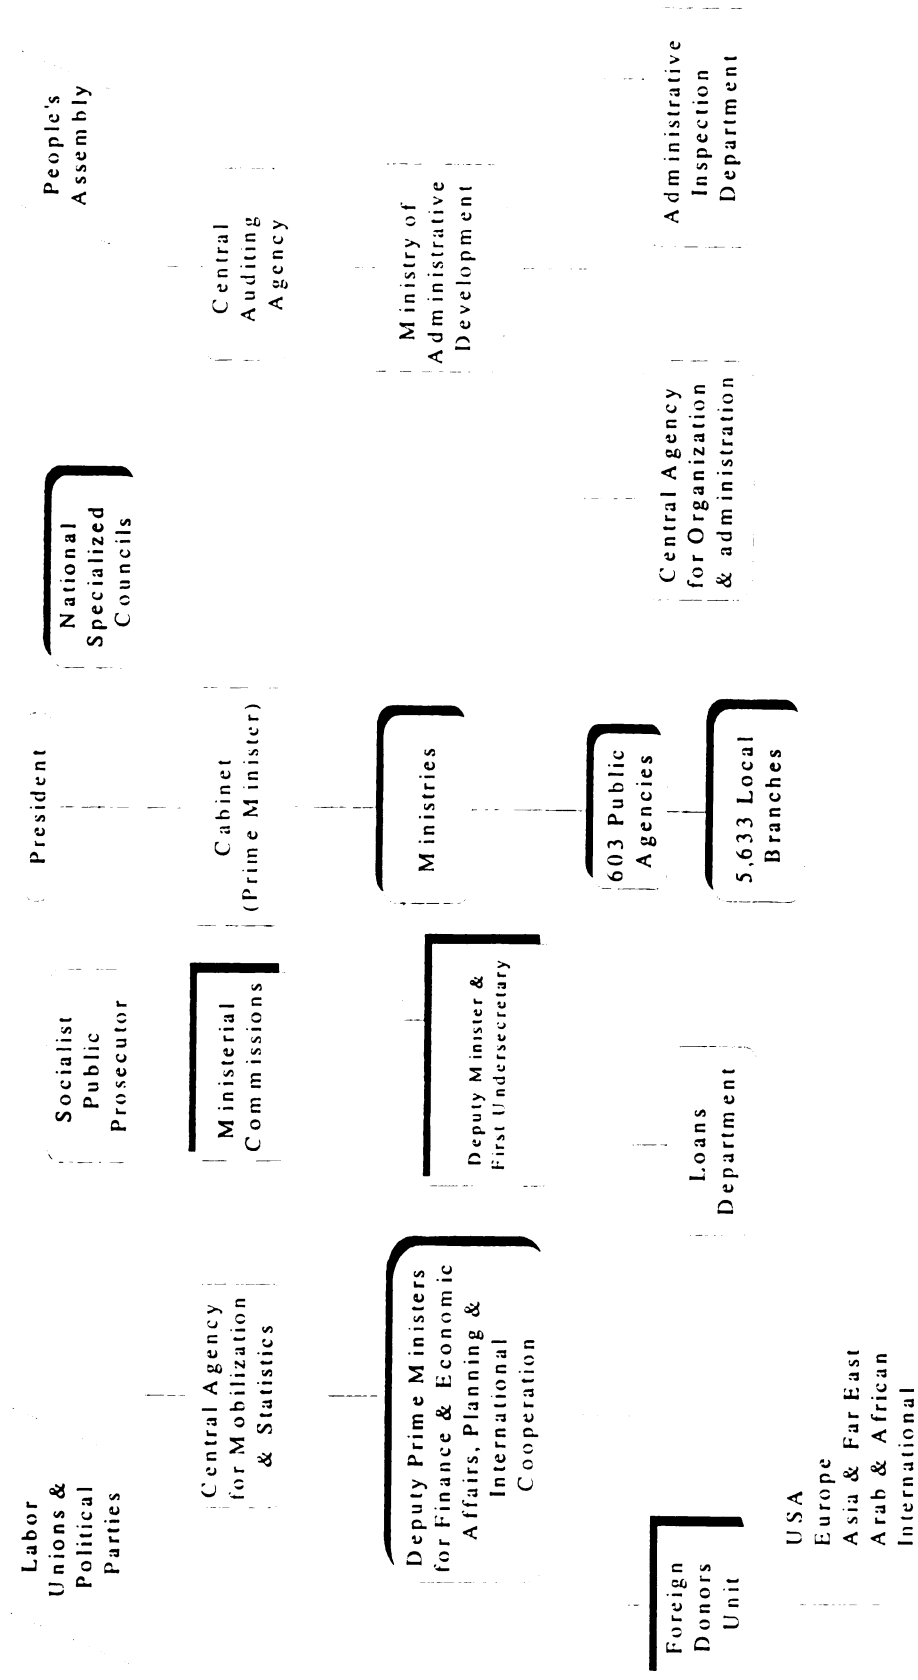 Labor
Unions &
Political
Parties
Socialist
Public
Prosecutor
President
National
Specialized
Councils
People's
Assembly
Central Agency
for Mobilization
& Statistics
Ministerial
Commissions
Cabinet
(Prime Minister)
Central
Auditing
Agency
Deputy Prime Ministers
for Finance & Economic
Affairs, Planning &
International
Cooperation
Deputy Minister &
First Undersecretary
Ministries
Ministry of
Administrative
Development
603 Public
Agencies
Foreign
Donors
Unit
Loans
Department
5,633 Local
Branches
Central Agency
for Organization
& administration
Administrative
Inspection
Department
USA
Europe
Asia & Far East
Arab & African
International